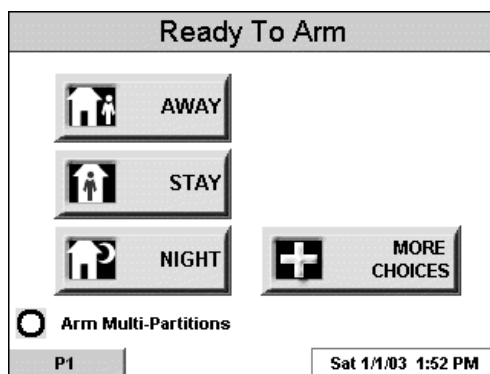 Ready To Arm
AWAY
STAY
NIGHT
MORE
CHOICES
Arm Multi-Partitions
P1
Sat 1/1/03 1:52 PM